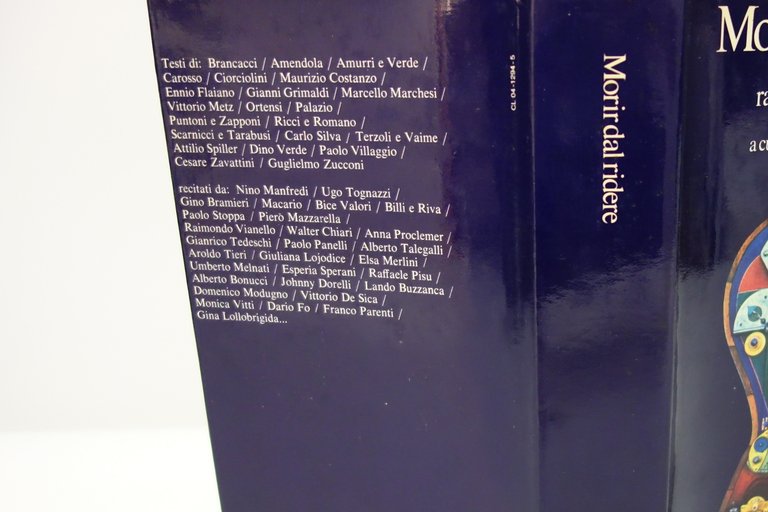 Testi di: Brancacci / Amendola / Amurri e Verde /
Carosso / Ciorciolini / Maurizio Costanzo /
Ennio Flaiano / Gianni Grimaldi / Marcello Marchesi /
Vittorio Metz / Ortensi / Palazio /
Puntoni e Zapponi / Ricci e Romano /
Scarnicci e Tarabusi / Carlo Silva / Terzoli e Vaime /
Attilio Spiller / Dino Verde / Paolo Villaggio /
Cesare Zavattini / Guglielmo Zucconi
recitati da: Nino Manfredi / Ugo Tognazzi /
Gino Bramieri / Macario / Bice Valori / Billi e Riva /
Paolo Stoppa / Pierò Mazzarella /
Raimondo Vianello / Walter Chiari / Anna Proclemer /
Gianrico Tedeschi / Paolo Panelli / Alberto Talegalli /
Aroldo Tieri / Giuliana Lojodice / Elsa Merlini /
Umberto Melnati / Esperia Sperani / Raffaele Pisu /
Alberto Bonucci / Johnny Dorelli / Lando Buzzanca /
Domenico Modugno / Vittorio De Sica /
Monica Vitti / Dario Fo / Franco Parenti /
Gina Lollobrigida...
CL 04-1294-5
Morir dal ridere
Mo
ra
a cu